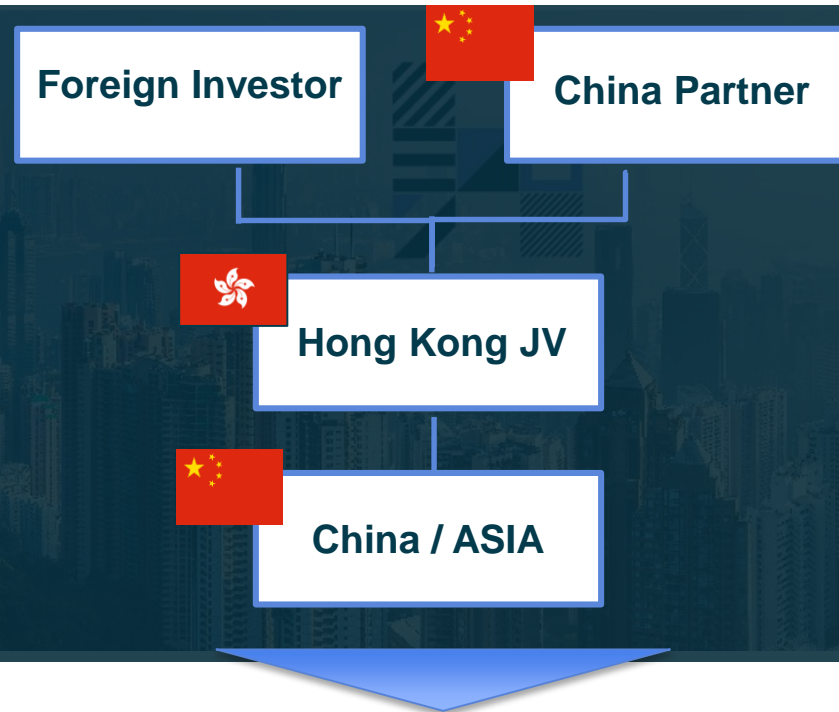 Foreign Investor
China Partner
Hong Kong JV
China / ASIA